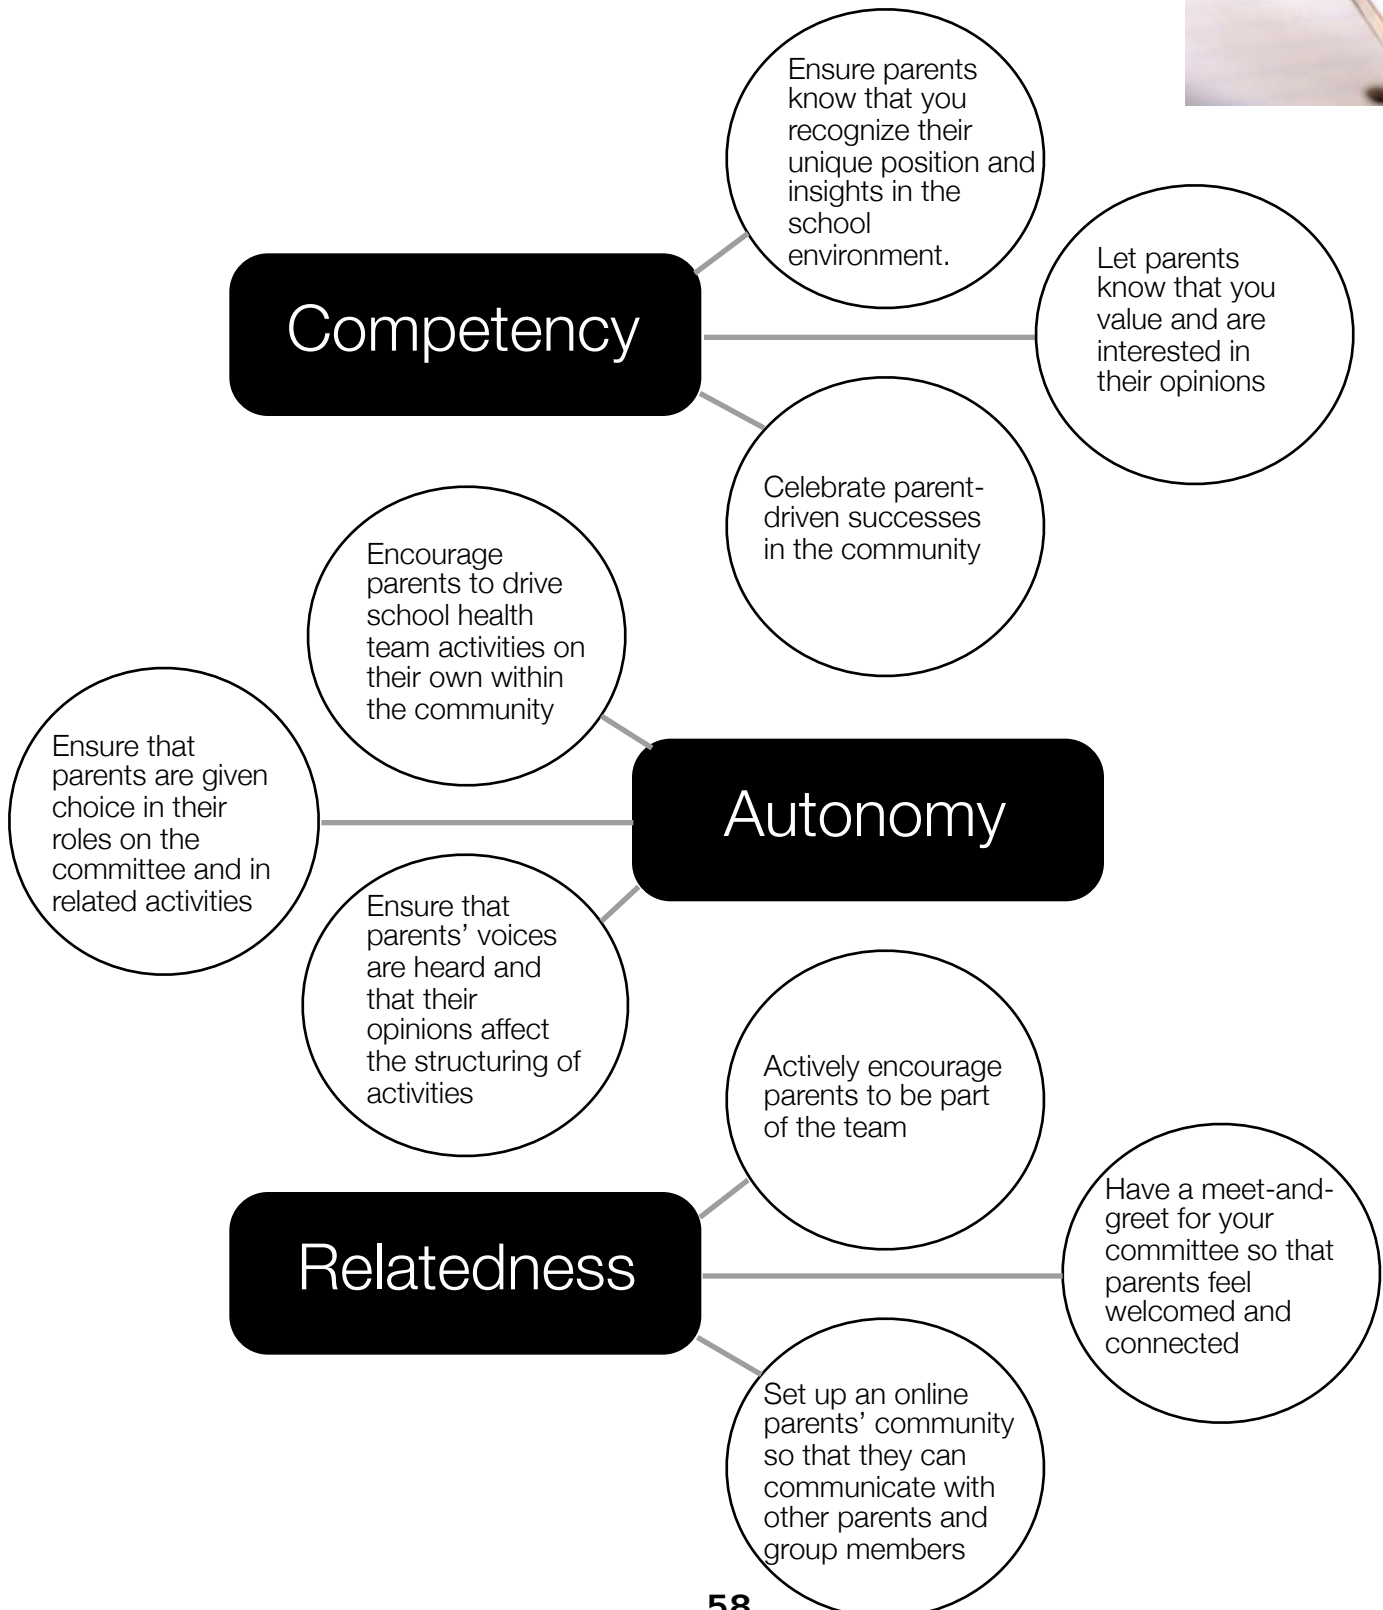 Ensure parents
know that you
recognize their
unique position and
insights in the
school
environment.
Competency
Let parents
know that you
value and are
interested in
their opinions
Celebrate parent-
driven successes
in the community
Encourage
parents to drive
school health
team activities on
their own within
the community
Ensure that
parents are given
choice in their
roles on the
committee and in
related activities
Autonomy
Ensure that
parents’ voices
are heard and
that their
opinions affect
the structuring of
activities
Actively encourage
parents to be part
of the team
Relatedness
Have a meet-and-
greet for your
committee so that
parents feel
welcomed and
connected
Set up an online
parents’ community
so that they can
communicate with
other parents and
group members
58